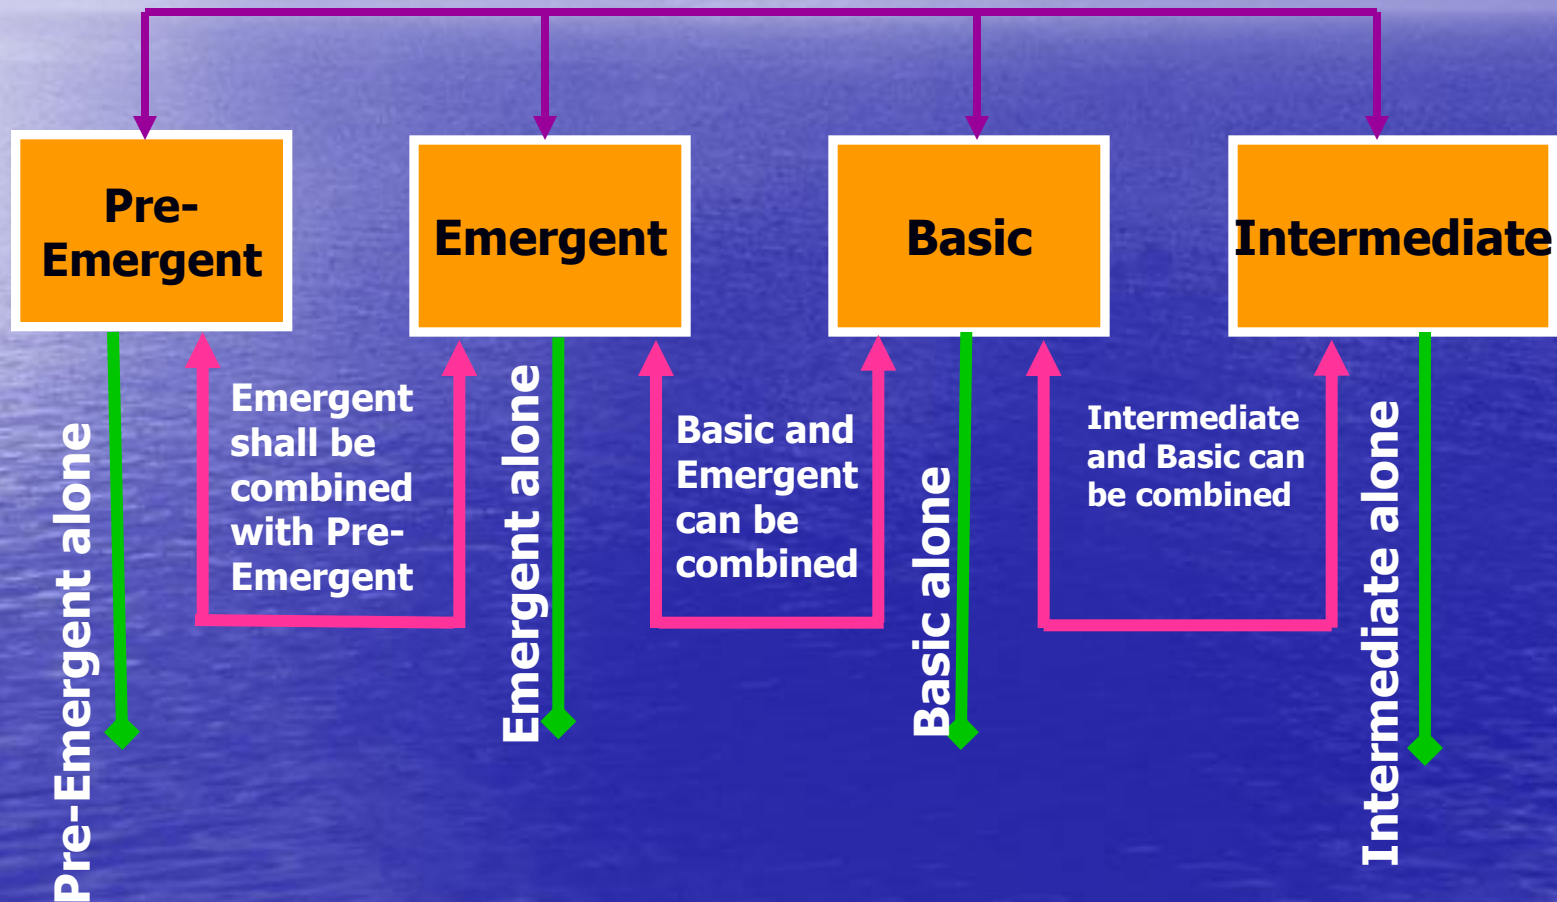 Pre-
Emergent
Emergent
Basic
Intermediate
Pre-Emergent alone
Emergent
shall be
combined
with Pre-
Emergent
Emergent alone
Basic and
Emergent
can be
combined
Basic alone
Intermediate
and Basic can
be combined
Intermediate alone